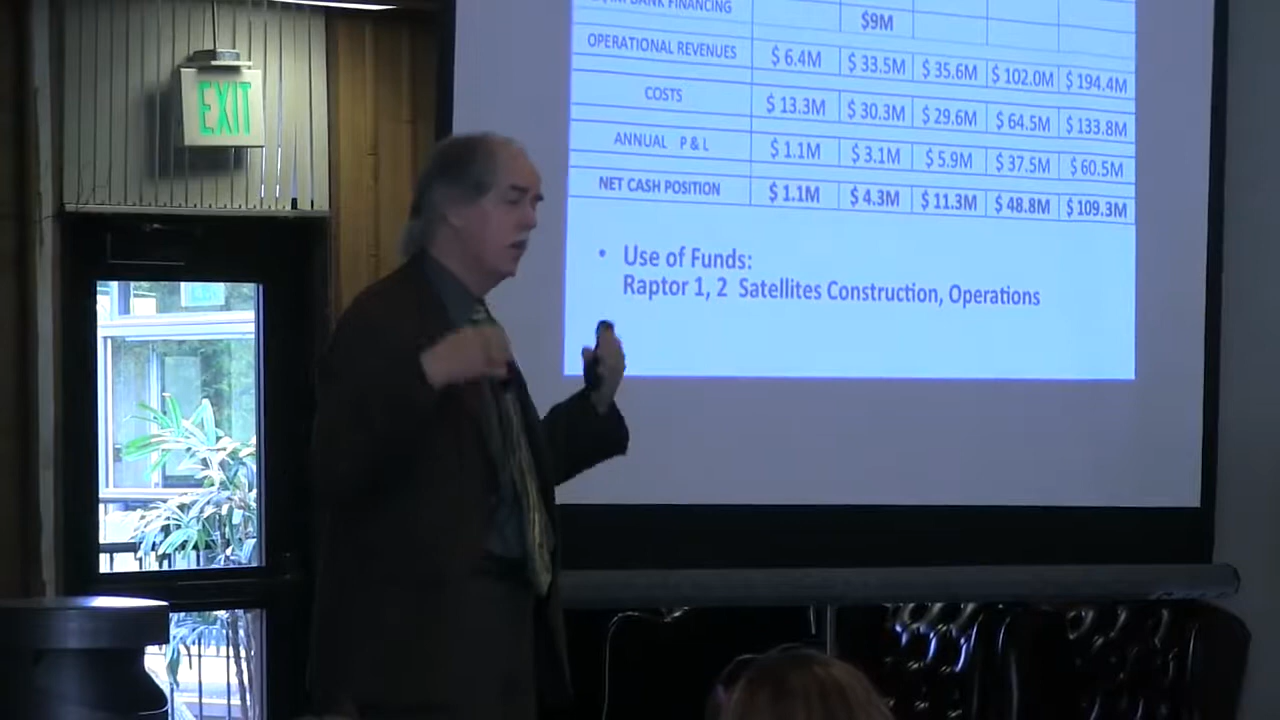 EXIT
BANK FINANCING $9M
OPERATIONAL REVENUES $ 6.4M $ 33.5M $ 35.6M $ 102.0M $ 194.4M
COSTS $ 13.3M $ 30.3M $ 29.6M $ 64.5M $ 133.8M
ANNUAL P & L $ 1.1M $ 3.1M $ 5.9M $ 37.5M $ 60.5M
NET CASH POSITION $ 1.1M $ 4.3M $ 11.3M $ 48.8M $ 109.3M
• Use of Funds:
Raptor 1, 2 Satellites Construction, Operations